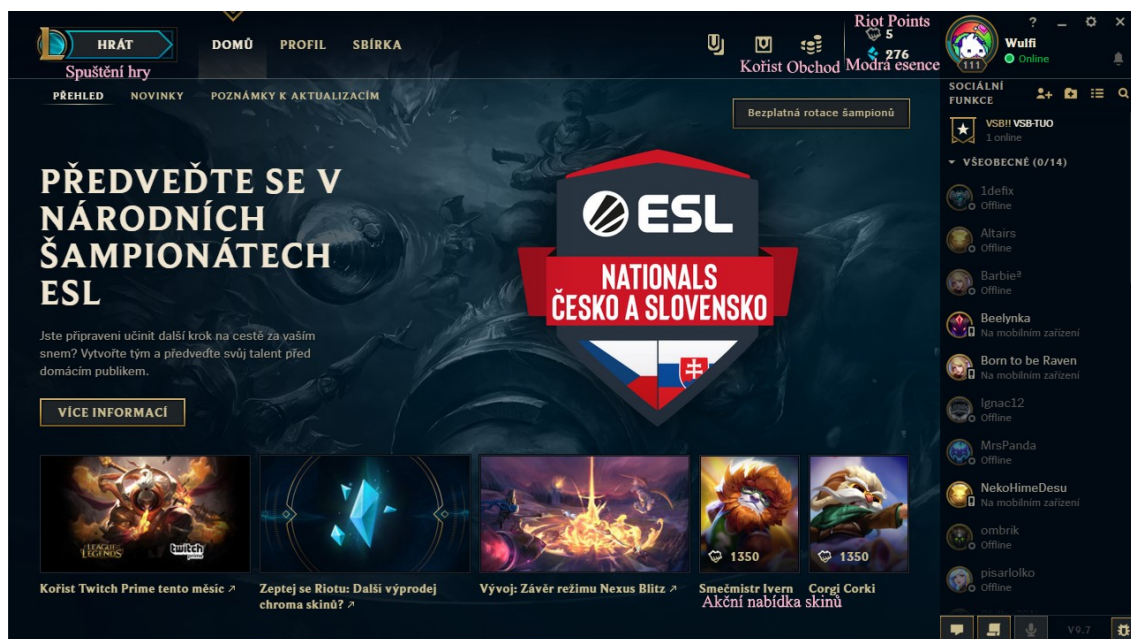 HRÁT
DOMŮ
PROFIL
SBÍRKA
Riot Points
5
276
Kořist
Obchod
Modrá esence
Spuštění hry
?
Wulfi
Online
111
PŘEHLED
NOVINKY
POZNÁMKY K AKTUALIZACÍM
Bezplatná rotace šampionů
PŘEDVEĎTE SE V
NÁRODNÍCH
ŠAMPIONÁTECH
ESL
Jste připraveni učinit další krok na cestě za vaším
snem? Vytvořte tým a předveďte svůj talent před
domácím publikem.
VÍCE INFORMACÍ
ESL
NATIONALS
ČESKO A SLOVENSKO
LEAGUE OF
LEGENDS
twitch
prime
1350
1350
Kořist Twitch Prime tento měsíc
Zeptej se Riotu: Další výprodej
chroma skinů?
Vývoj: Závěr režimu Nexus Blitz
Smečmistr Ivern
Corgi Corki
Akční nabídka skinů
SOCIÁLNÍ
FUNKCE
VSB!! VSB-TUO
1 online
VŠEOBECNÉ (0/14)
1defix
Offline
Altairs
Offline
Barbieª
Offline
Beelynka
Na mobilním zařízení
Born to be Raven
Na mobilním zařízení
Ignac12
Offline
MrsPanda
Offline
NekoHimeDesu
Na mobilním zařízení
ombrik
Offline
pisarlolko
Offline
V9.7